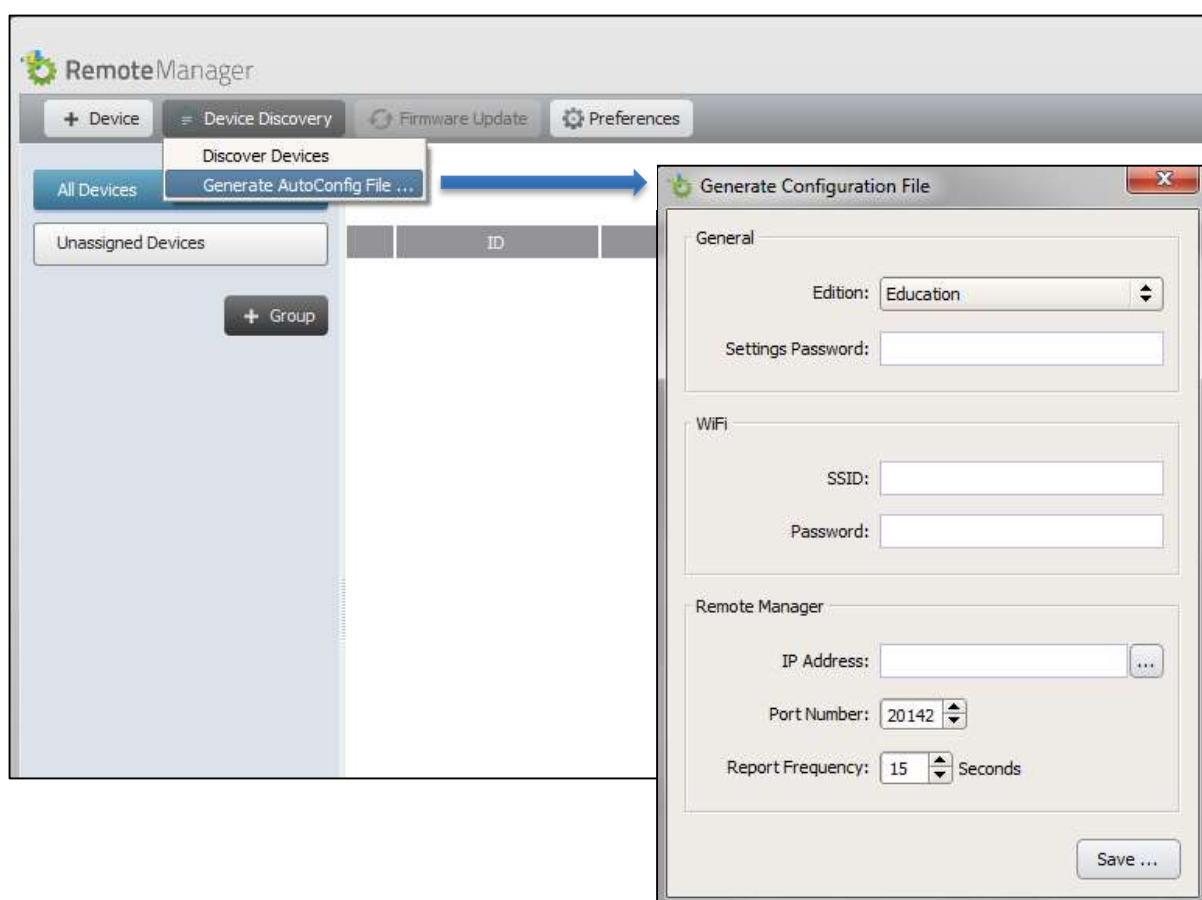 RemoteManager
+ Device Device Discovery Firmware Update Preferences
Discover Devices
Generate AutoConfig File ...
All Devices
Unassigned Devices
ID
+ Group
Generate Configuration File
General
Edition: Education
Settings Password:
WiFi
SSID:
Password:
Remote Manager
IP Address: ...
Port Number: 20142
Report Frequency: 15 Seconds
Save ...